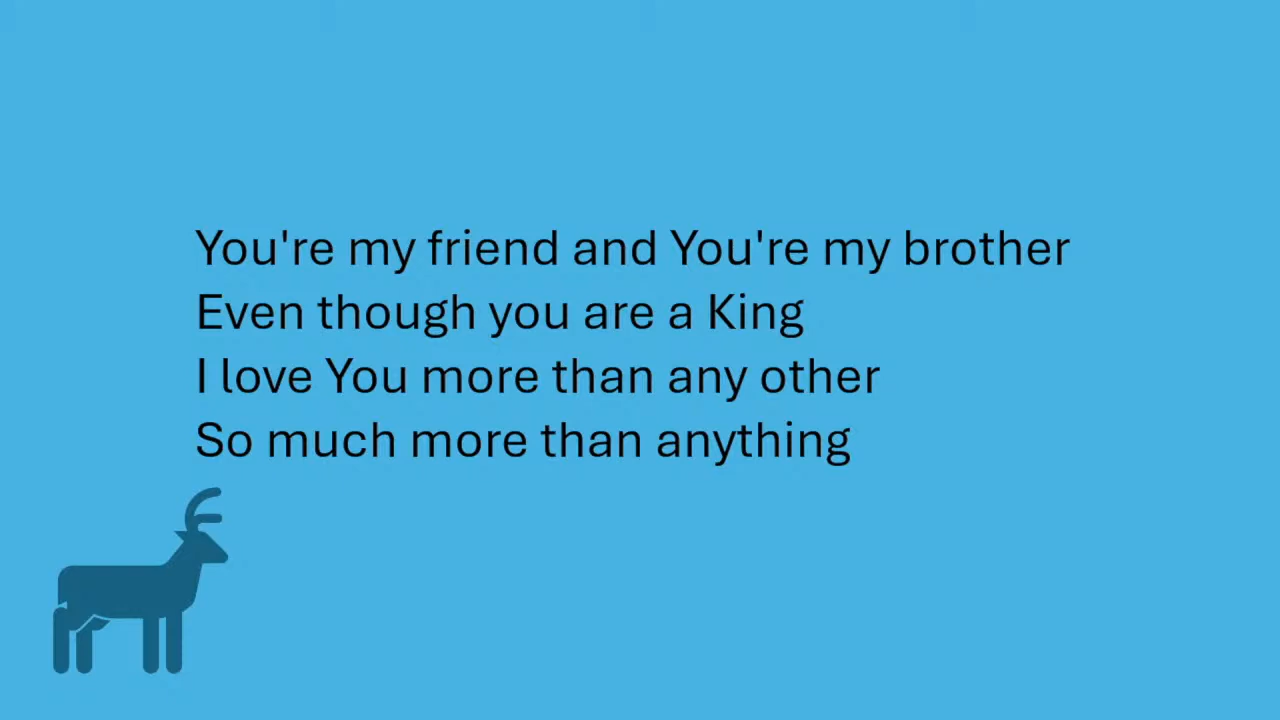 You're my friend and You're my brother
Even though you are a King
I love You more than any other
So much more than anything